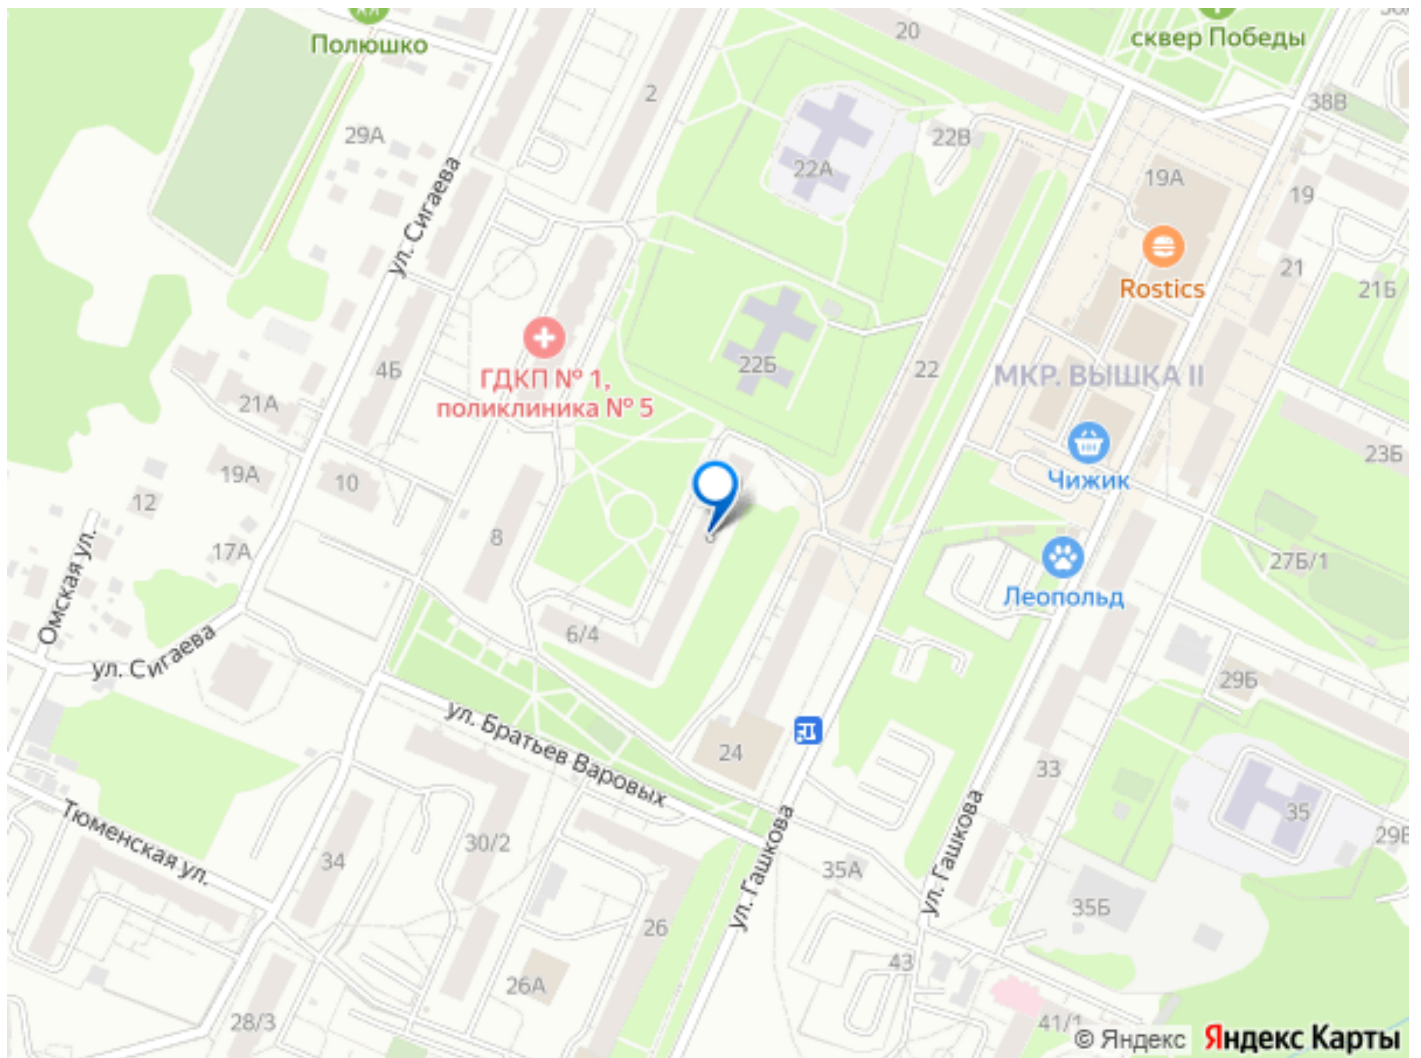 Полюшко
20
сквер Победы
2
38В
29А
22В
22А
19А
19
ул. Сигаева
21
Rostics
21Б
ГДКП № 1,
поликлиника № 5
4Б
22Б
22
МКР. ВЫШКА II
21А
23Б
19А
10
Чижик
12
8
17А
27Б/1
Омская ул.
Леопольд
6/4
ул. Сигаева
29Б
ул. Братьев Варовых
24
33
35
29Б
Тюменская ул.
30/2
34
35А
ул. Гашкова
ул. Гашкова
35Б
26
43
26А
28/3
41/1
© Яндекс Яндекс Карты